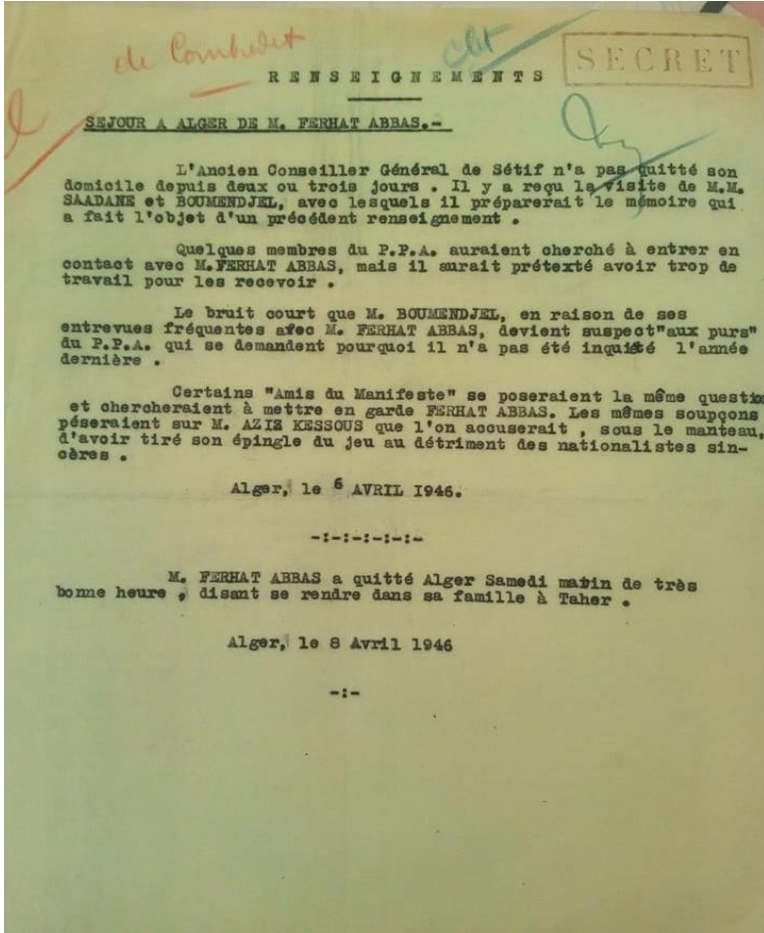 de
SECRET
RENSEIGNEMENTS
SEJOUR A ALGER DE M. FERHAT ABBAS.-
L'Ancien Conseiller Général de Sétif n'a pas quitté son
domicile depuis deux ou trois jours . Il y a reçu la visite de M.M.
SAADANE et BOUMENDJEL, avec lesquels il préparerait le mémoire qui
a fait l'objet d'un précédent renseignement .
Quelques membres du P.P.A. auraient cherché à entrer en
contact avec M.FERHAT ABBAS, mais il aurait prétexté avoir trop de
travail pour les recevoir .
Le bruit court que M. BOUMENDJEL, en raison de ses
entrevues fréquentes afec M. FERHAT ABBAS, devient suspect"aux purs"
du P.P.A. qui se demandent pourquoi il n'a pas été inquiété l'année
dernière .
Certains "Amis du Manifeste" se poseraient la même question
et chercheraient à mettre en garde FERHAT ABBAS. Les mêmes soupçons
péseraient sur M. AZIZ KESSOUS que l'on accuserait , sous le manteau,
d'avoir tiré son épingle du jeu au détriment des nationalistes sin-
cères .
Alger, le 6 AVRIL I946.
-:-:-:-:-:-
M. FERHAT ABBAS a quitté Alger Samedi matin de très
bonne heure , disant se rendre dans sa famille à Taher .
Alger, le 8 Avril 1946
-:-